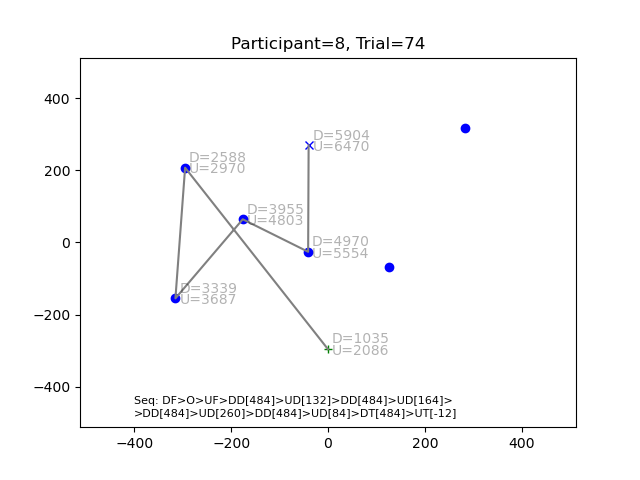 Participant=8, Trial=74
400
200
0
−200
−400
D=5904
U=6470
D=2588
U=2970
D=3955
U=4803
D=4970
U=5554
D=3339
U=3687
D=1035
U=2086
Seq: DF>O>UF>DD[484]>UD[132]>DD[484]>UD[164]>
>DD[484]>UD[260]>DD[484]>UD[84]>DT[484]>UT[-12]
−400 −200 0 200 400